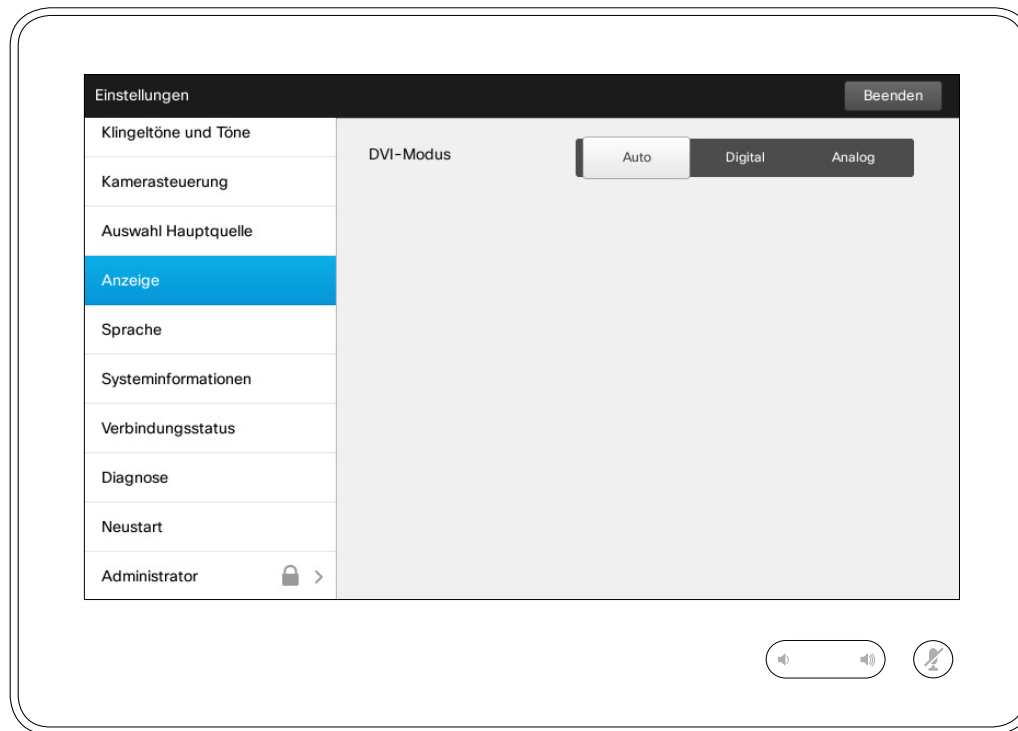 Einstellungen
Beenden
Klingeltöne und Töne
Kamerasteuerung
Auswahl Hauptquelle
Anzeige
Sprache
Systeminformationen
Verbindungsstatus
Diagnose
Neustart
Administrator
DVI-Modus
Auto
Digital
Analog